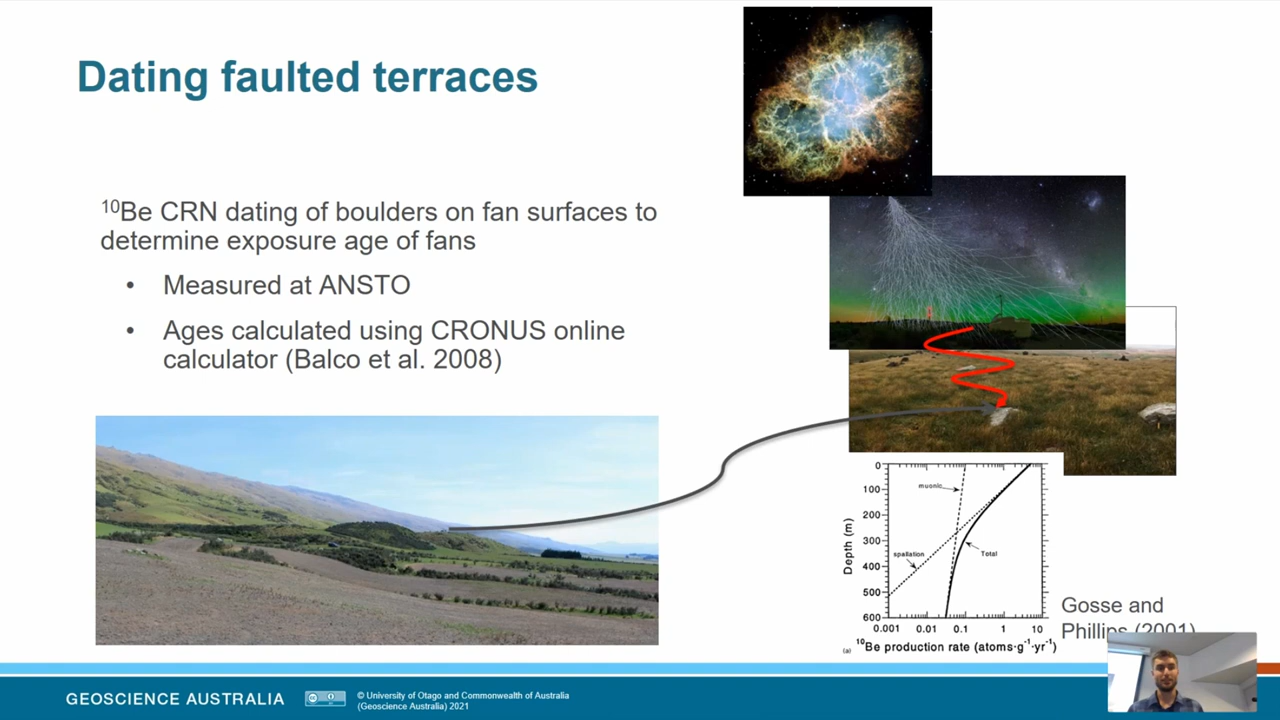 Dating faulted terraces
10Be CRN dating of boulders on fan surfaces to
determine exposure age of fans
• Measured at ANSTO
• Ages calculated using CRONUS online
calculator (Balco et al. 2008)
0
100
200
300
400
500
600
Depth (m)
muonic
spallation
Total
0.001 0.01 0.1 1 10
(a) 10Be production rate (atoms·g-1·yr-1)
Gosse and
Phillips (2001)
GEOSCIENCE AUSTRALIA
© University of Otago and Commonwealth of Australia
(Geoscience Australia) 2021